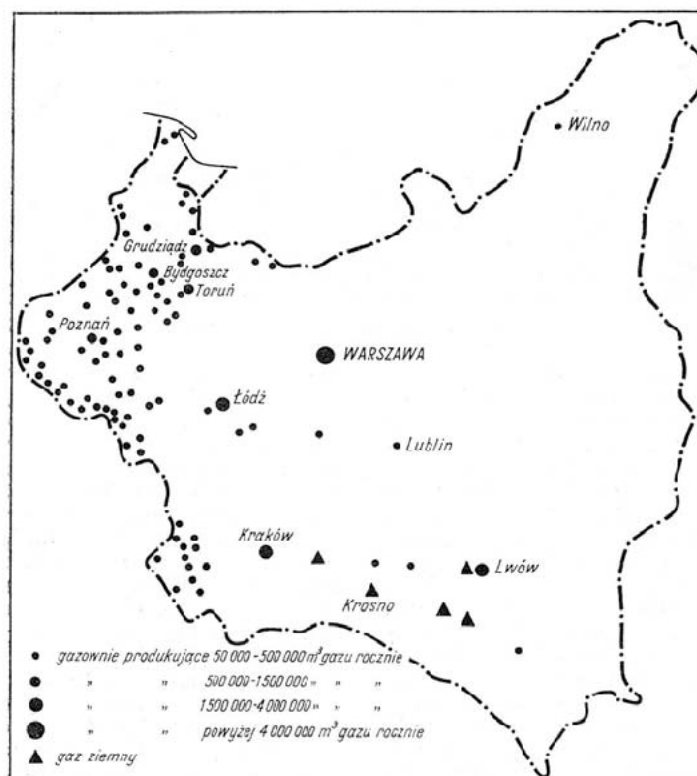 Wilno
Grudziądz
Bydgoszcz
Toruń
Poznań
WARSZAWA
Łódź
Lublin
Kraków
Lwów
Krosno
gazownie produkujące 50 000-500 000 m³ gazu rocznie
„ „ 500 000-1 500 000 „ „ „
„ „ 1 500 000-4 000 000 „ „ „
„ „ powyżej 4 000 000 m³ gazu rocznie
gaz ziemny